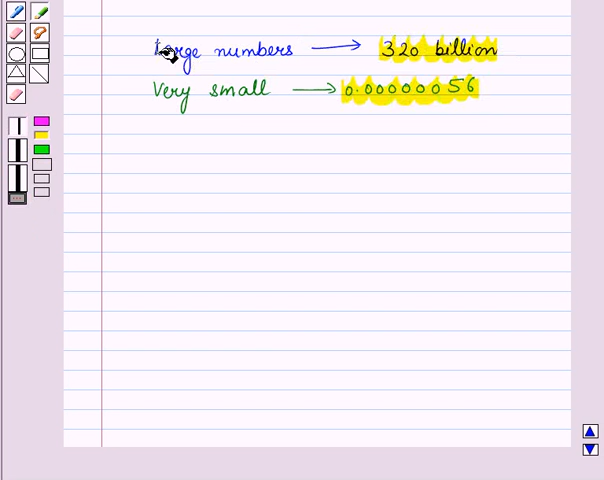 Large numbers → 320 billion
Very small → 0.00000056